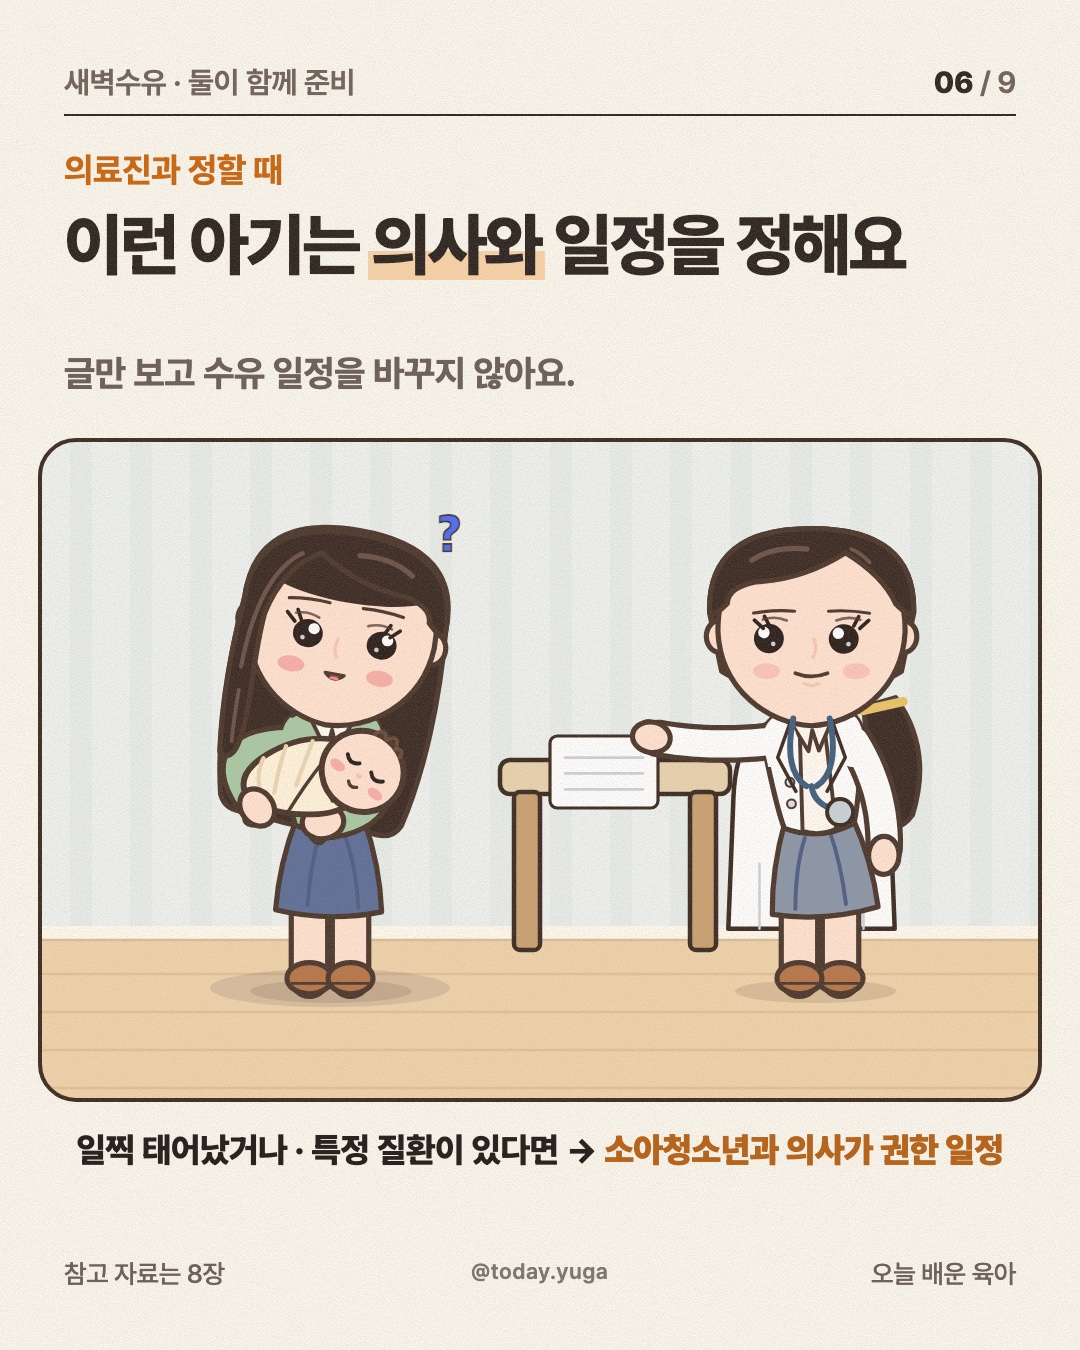 새벽수유 · 둘이 함께 준비
06 / 9
의료진과 정할 때
이런 아기는 의사와 일정을 정해요
글만 보고 수유 일정을 바꾸지 않아요.
?
일찍 태어났거나 · 특정 질환이 있다면 → 소아청소년과 의사가 권한 일정
참고 자료는 8장
@today.yuga
오늘 배운 육아